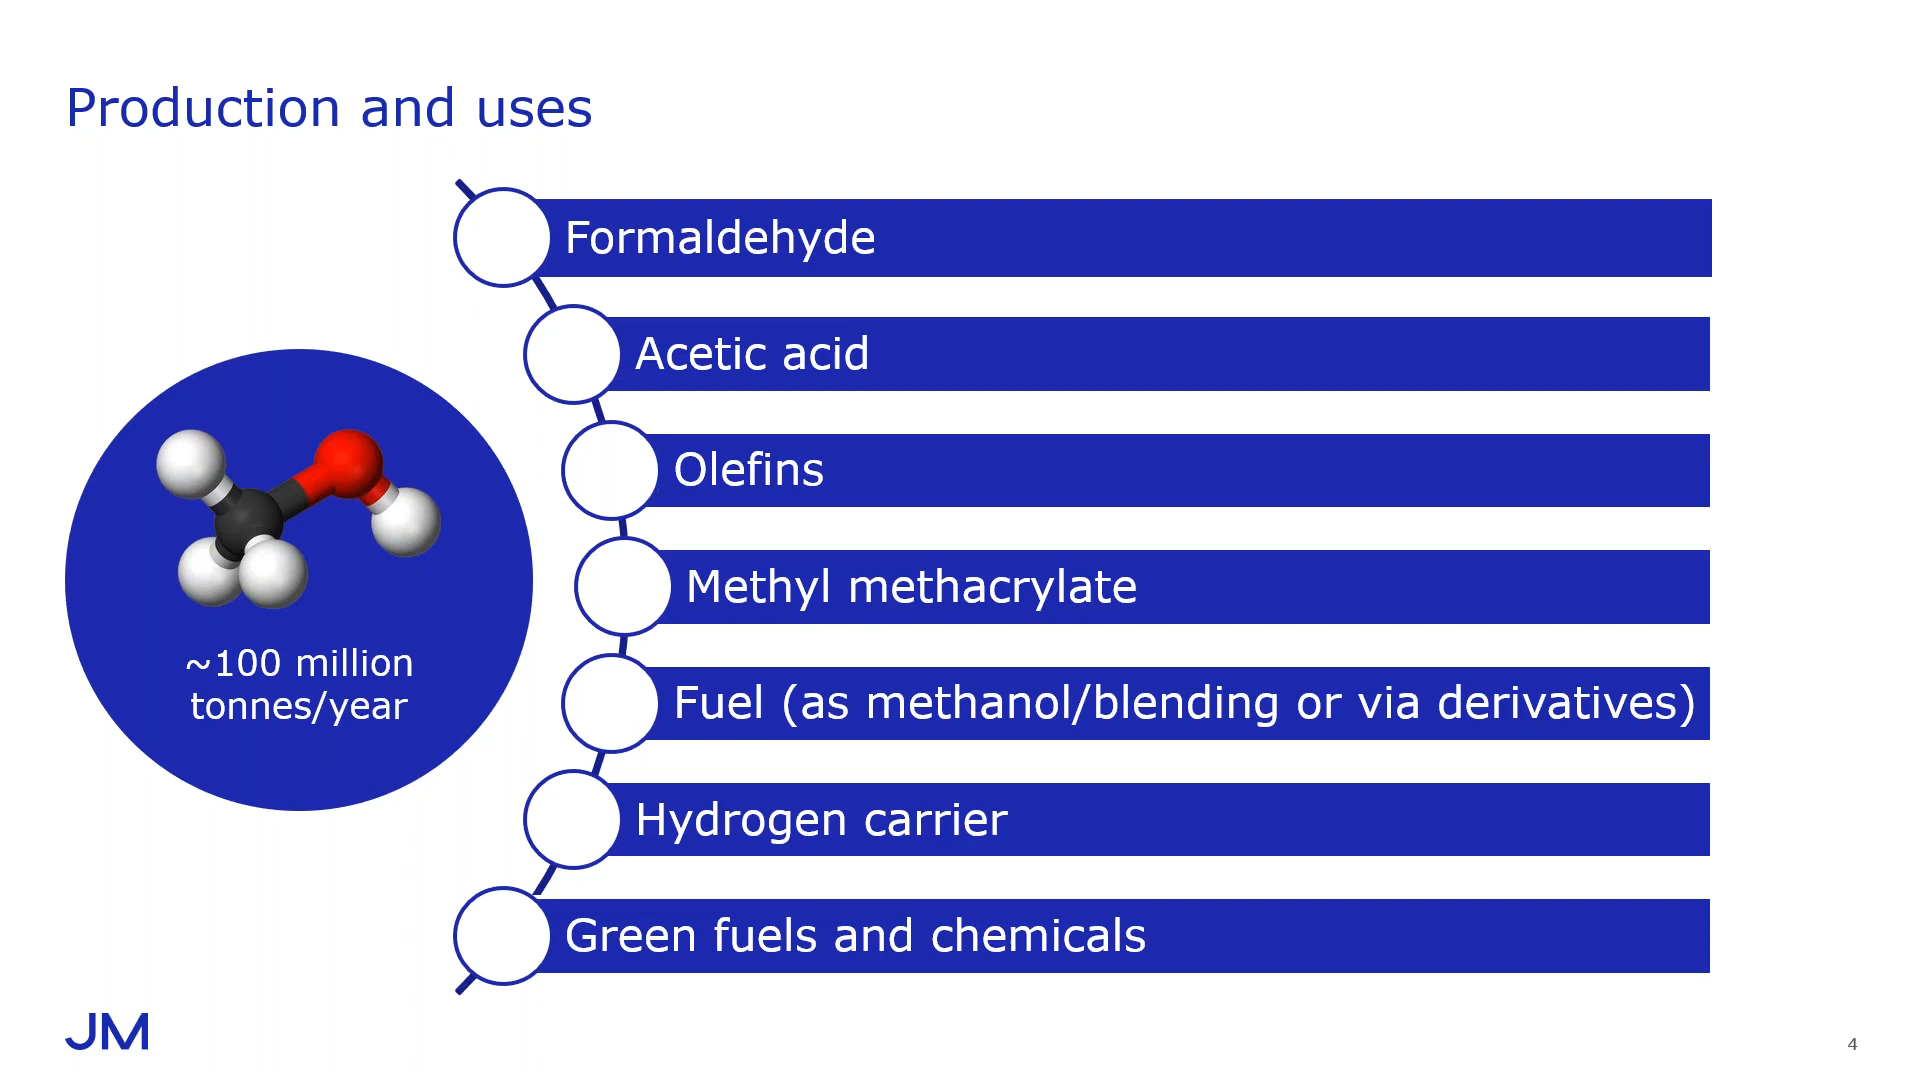 Production and uses
Formaldehyde
Acetic acid
Olefins
Methyl methacrylate
Fuel (as methanol/blending or via derivatives)
Hydrogen carrier
Green fuels and chemicals
~100 million
tonnes/year
JM
4